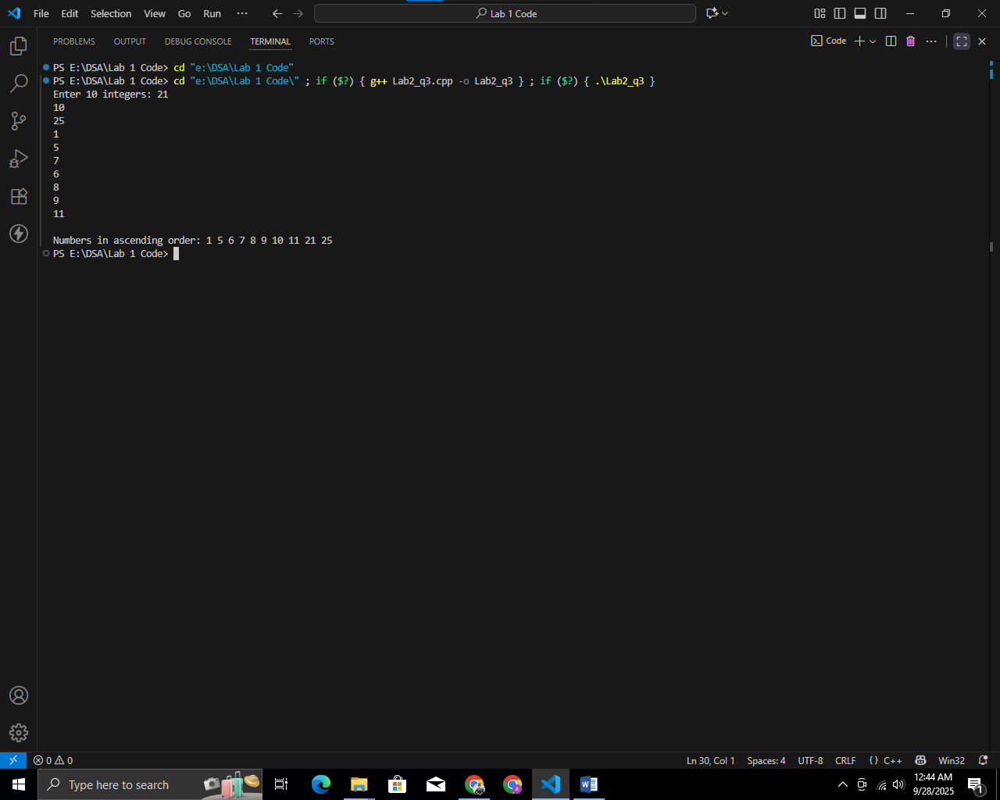 File Edit Selection View Go Run ··· Lab 1 Code
PROBLEMS OUTPUT DEBUG CONSOLE TERMINAL PORTS Code
PS E:\DSA\Lab 1 Code> cd "e:\DSA\Lab 1 Code"
PS E:\DSA\Lab 1 Code> cd "e:\DSA\Lab 1 Code\" ; if ($?) { g++ Lab2_q3.cpp -o Lab2_q3 } ; if ($?) { .\Lab2_q3 }
Enter 10 integers: 21
10
25
1
5
7
6
8
9
11
Numbers in ascending order: 1 5 6 7 8 9 10 11 21 25
PS E:\DSA\Lab 1 Code>
0 0 Ln 30, Col 1 Spaces: 4 UTF-8 CRLF {} C++ Win32
Type here to search
A
W
12:44 AM
9/28/2025
1